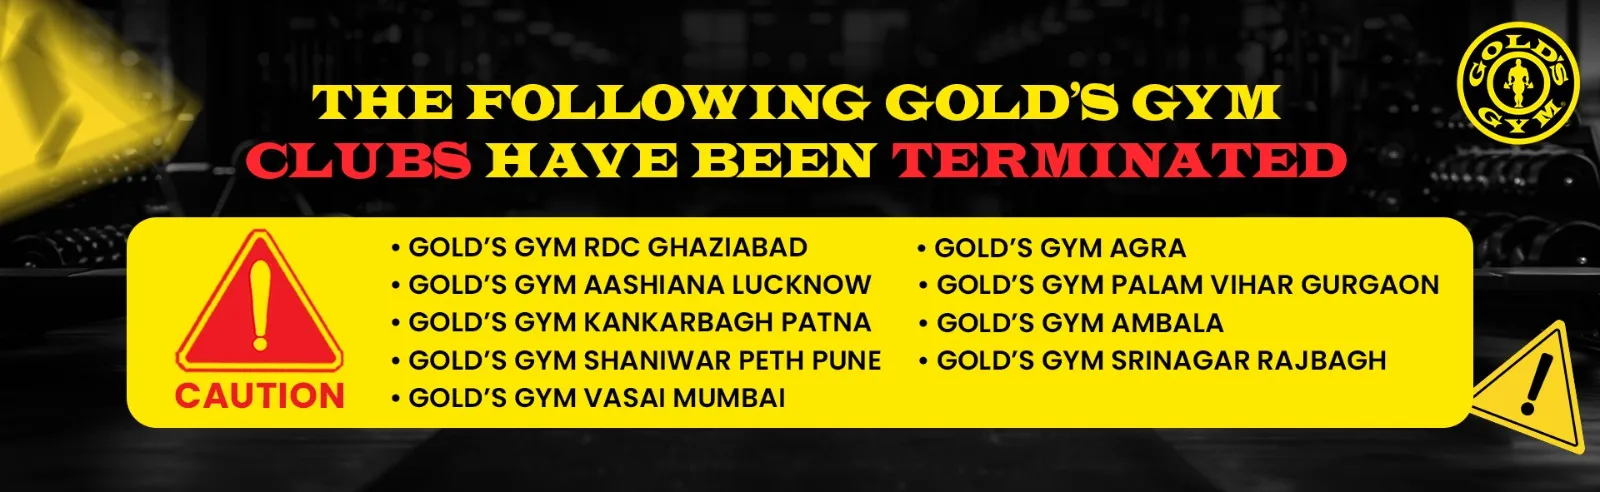 THE FOLLOWING GOLD'S GYM
CLUBS HAVE BEEN TERMINATED
GOLD'S GYM
CAUTION
• GOLD'S GYM RDC GHAZIABAD
• GOLD'S GYM AASHIANA LUCKNOW
• GOLD'S GYM KANKARBAGH PATNA
• GOLD'S GYM SHANIWAR PETH PUNE
• GOLD'S GYM VASAI MUMBAI
• GOLD'S GYM AGRA
• GOLD'S GYM PALAM VIHAR GURGAON
• GOLD'S GYM AMBALA
• GOLD'S GYM SRINAGAR RAJBAGH